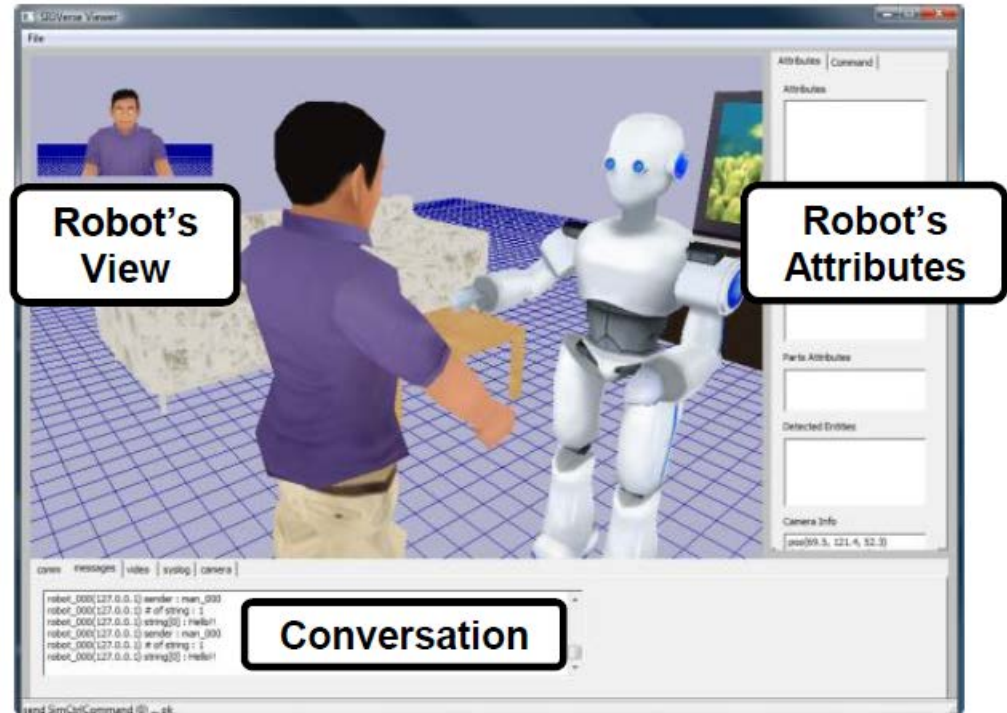 SIGVerse Viewer
File
Attributes
Command
Attributes
Robot's
View
Robot's
Attributes
Parts Attributes
Detected Entities
Camera Info
pos(69.5, 121.4, 52.3)
comm messages video syslog camera
robot_000(127.0.0.1) sender : man_000
robot_000(127.0.0.1) # of string : 1
robot_000(127.0.0.1) string[0] : Hello!!
robot_000(127.0.0.1) sender : man_000
robot_000(127.0.0.1) # of string : 1
robot_000(127.0.0.1) string[0] : Hello!!
Conversation
send SimCtrlCommand (0) ... ok